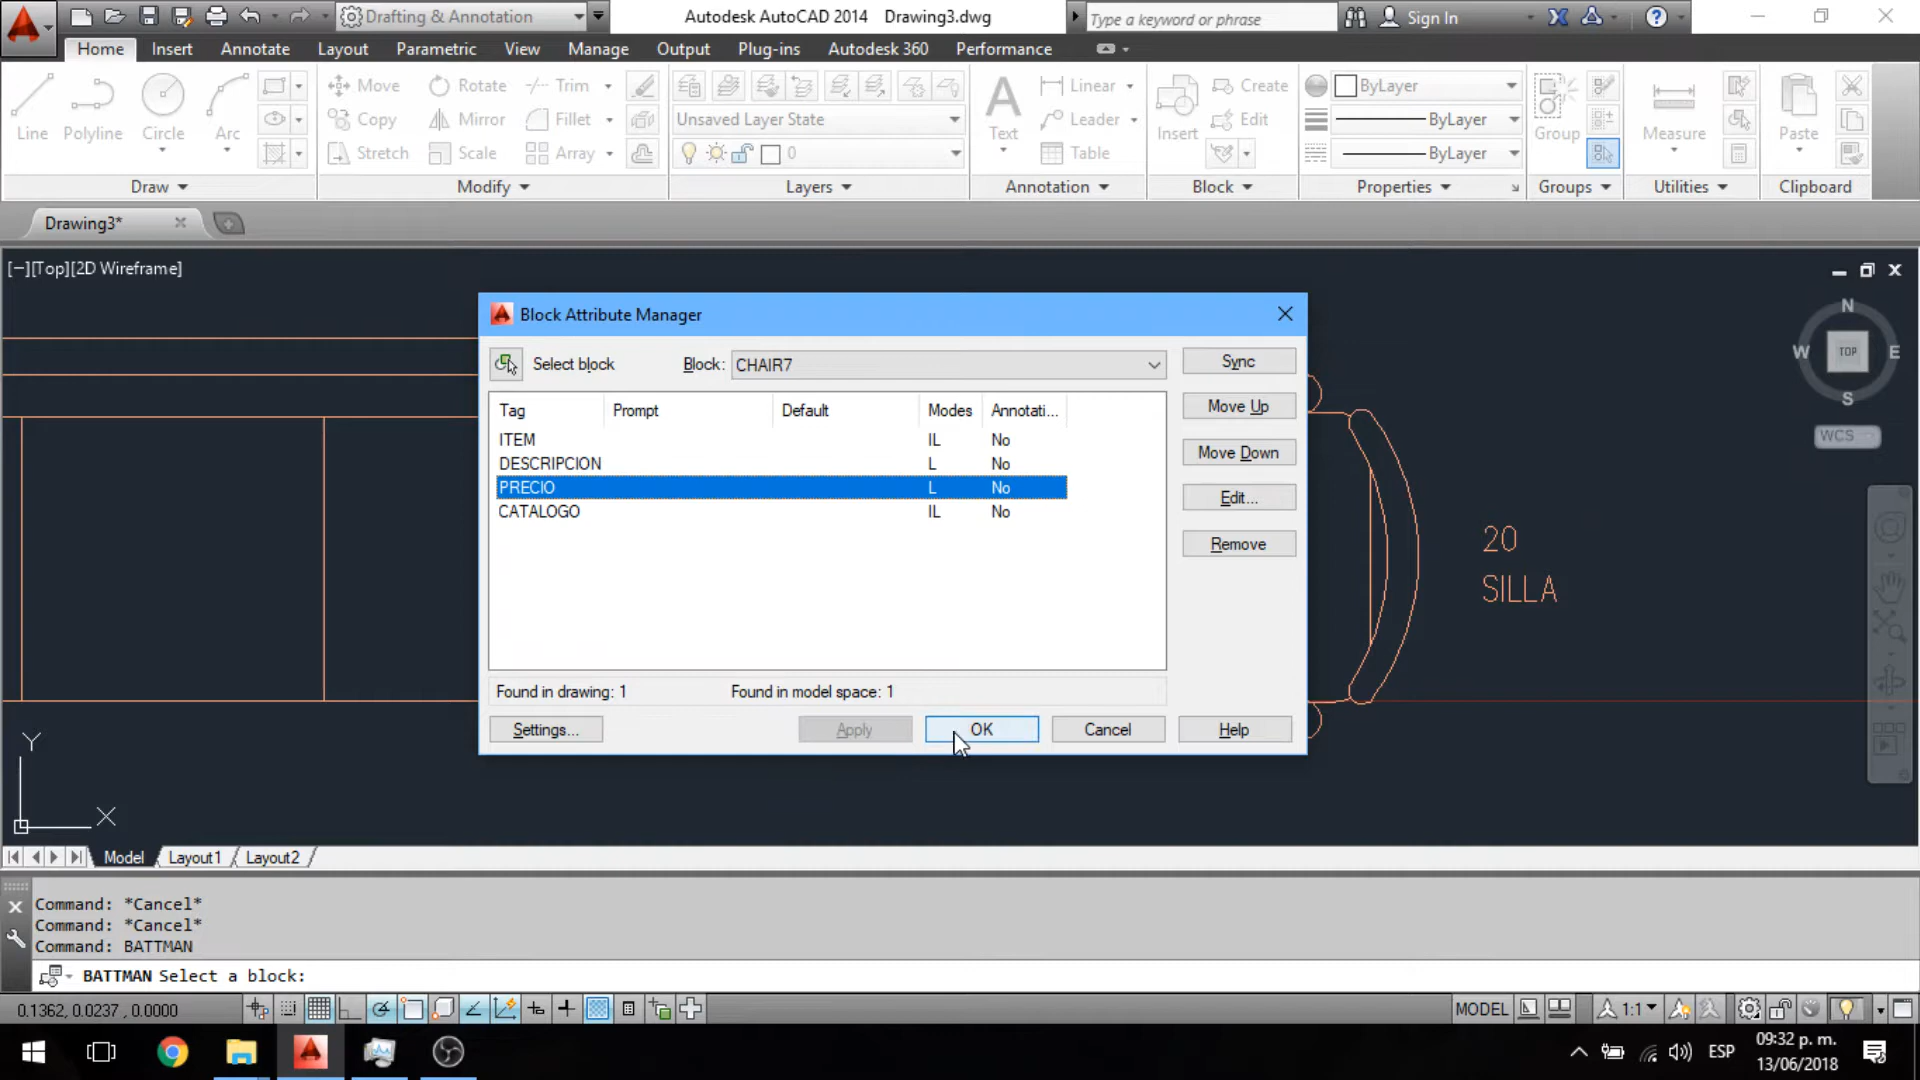 Drafting & Annotation
Autodesk AutoCAD 2014 Drawing3.dwg
Type a keyword or phrase
Sign In
Home Insert Annotate Layout Parametric View Manage Output Plug-ins Autodesk 360 Performance
Line Polyline Circle Arc
Move Rotate Trim
Copy Mirror Fillet
Stretch Scale Array
Unsaved Layer State
0
Text
Linear
Leader
Table
Insert
Create
Edit
ByLayer
ByLayer
ByLayer
Group
Measure
Paste
Draw Modify Layers Annotation Block Properties Groups Utilities Clipboard
Drawing3*
[−][Top][2D Wireframe]
N
W TOP E
S
WCS
Block Attribute Manager
Select block Block: CHAIR7
Sync
Move Up
Move Down
Edit...
Remove
Tag Prompt Default Modes Annotati...
ITEM IL No
DESCRIPCION L No
PRECIO L No
CATALOGO IL No
Found in drawing: 1 Found in model space: 1
Settings... Apply OK Cancel Help
20
SILLA
Y
X
Model Layout1 Layout2
Command: *Cancel*
Command: *Cancel*
Command: BATTMAN
BATTMAN Select a block:
0.1362, 0.0237 , 0.0000
MODEL
1:1
ESP
09:32 p. m.
13/06/2018